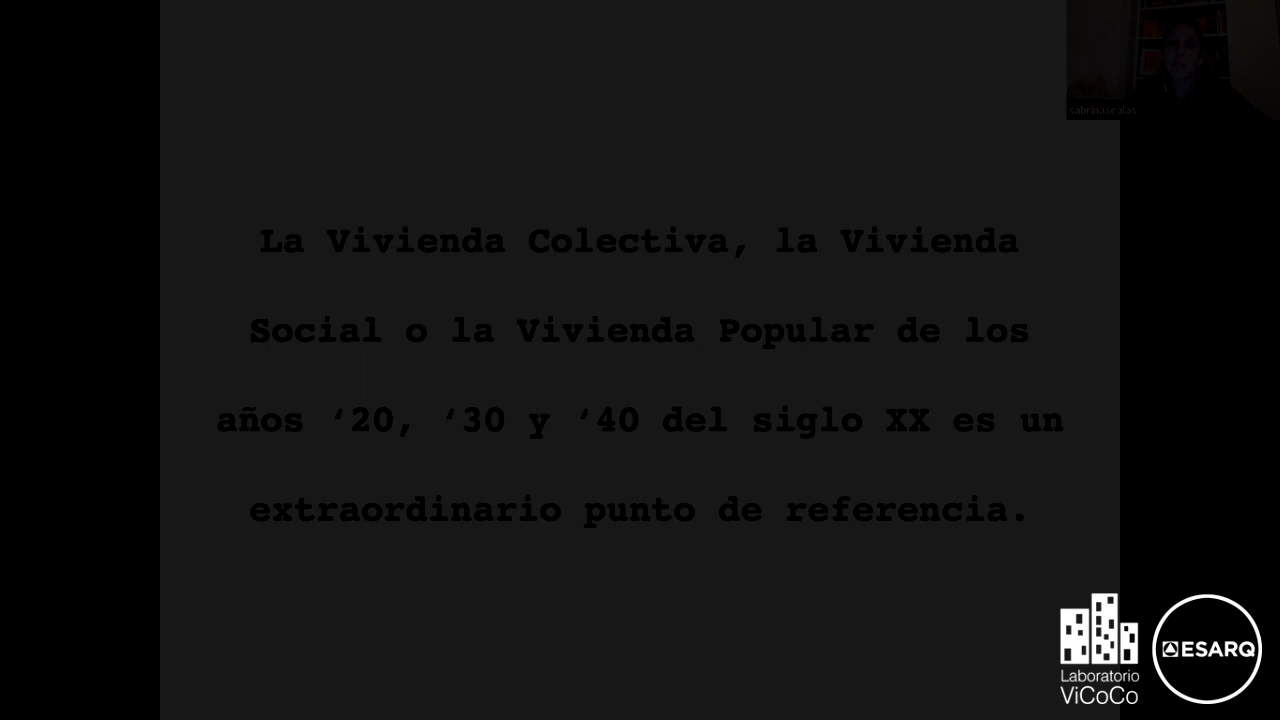 sabrinascalas
La Vivienda Colectiva, la Vivienda
Social o la Vivienda Popular de los
años ‘20, ‘30 y ‘40 del siglo XX es un
extraordinario punto de referencia.
Laboratorio
ViCoCo
ESARQ